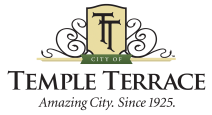 TT
CITY OF
TEMPLE TERRACE
Amazing City. Since 1925.